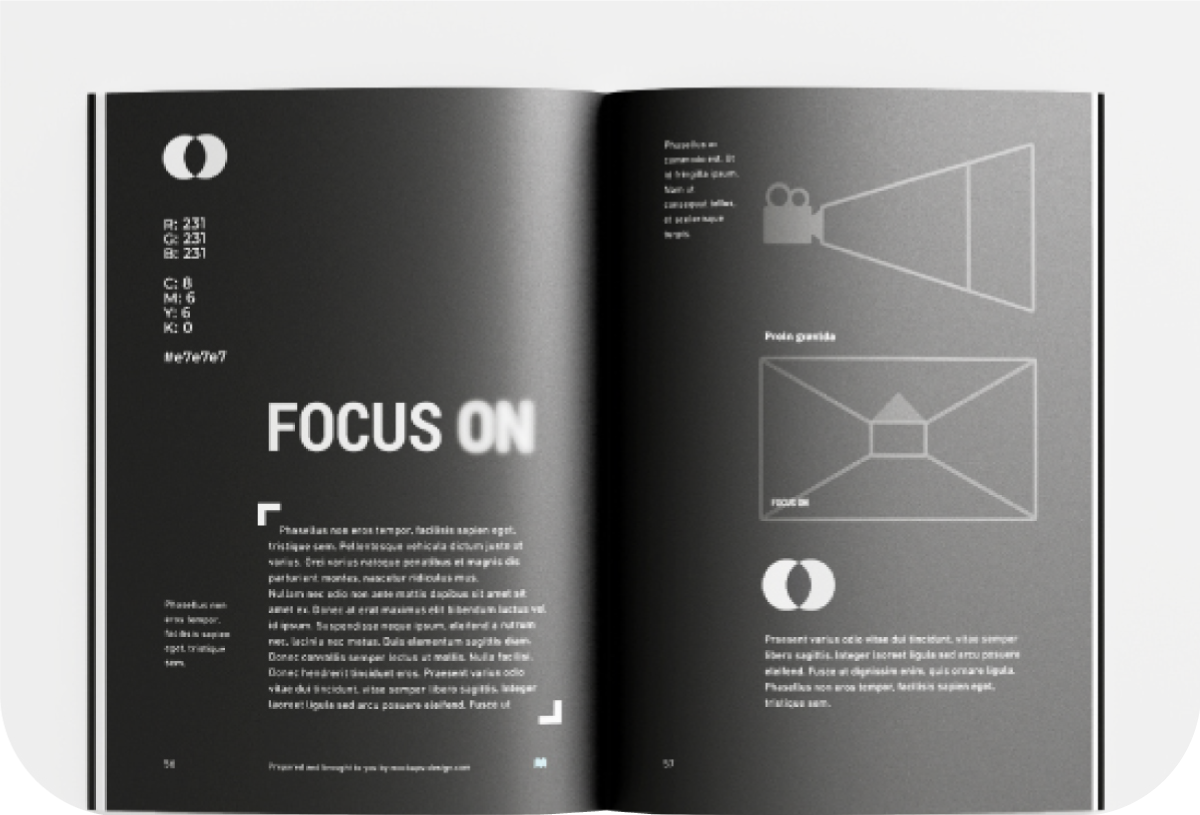 R: 231
G: 231
B: 231
C: 8
M: 6
Y: 6
K: 0
#e7e7e7
FOCUS ON
Phasellus non eros tempor, facilisis sapien eget,
tristique sem. Pellentesque vehicula dictum justo ut
varius. Orci varius natoque penatibus et magnis dis
parturient montes, nascetur ridiculus mus.
Nullam nec odio non ante mattis dapibus sit amet sit
amet ex. Donec at erat maximus elit bibendum luctus vel
id ipsum. Suspendisse neque ipsum, eleifend a rutrum
nec, lacinia nec metus. Duis elementum sagittis diam.
Donec convallis semper lectus ut mollis. Nulla facilisi.
Donec hendrerit tincidunt eros. Praesent varius odio
vitae dui tincidunt, vitae semper libero sagittis. Integer
laoreet ligula sed arcu posuere eleifend. Fusce ut
Phasellus non
eros tempor,
facilisis sapien
eget, tristique
sem.
56
Prepared and brought to you by mockups-design.com
Phasellus ac
commodo est. Ut
id fringilla ipsum.
Nam ut
consequat tellus,
et scelerisque
turpis.
Proin gravida
FOCUS ON
Praesent varius odio vitae dui tincidunt, vitae semper
libero sagittis. Integer laoreet ligula sed arcu posuere
eleifend. Fusce ut dignissim enim, quis ornare ligula.
Phasellus non eros tempor, facilisis sapien eget,
tristique sem.
57